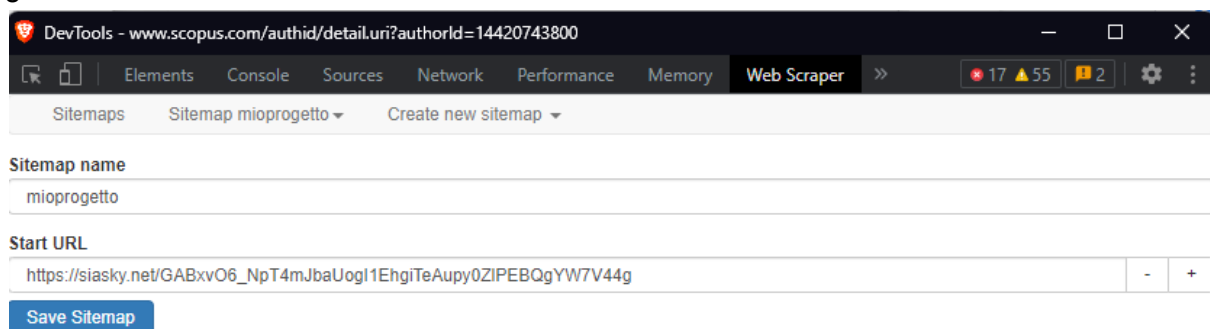 DevTools - www.scopus.com/authid/detail.uri?authorId=14420743800
Elements Console Sources Network Performance Memory Web Scraper » 17 55 2
Sitemaps Sitemap mioprogetto Create new sitemap
Sitemap name
mioprogetto
Start URL
https://siasky.net/GABxvO6_NpT4mJbaUogI1EhgiTeAupy0ZIPEBQgYW7V44g
- +
Save Sitemap